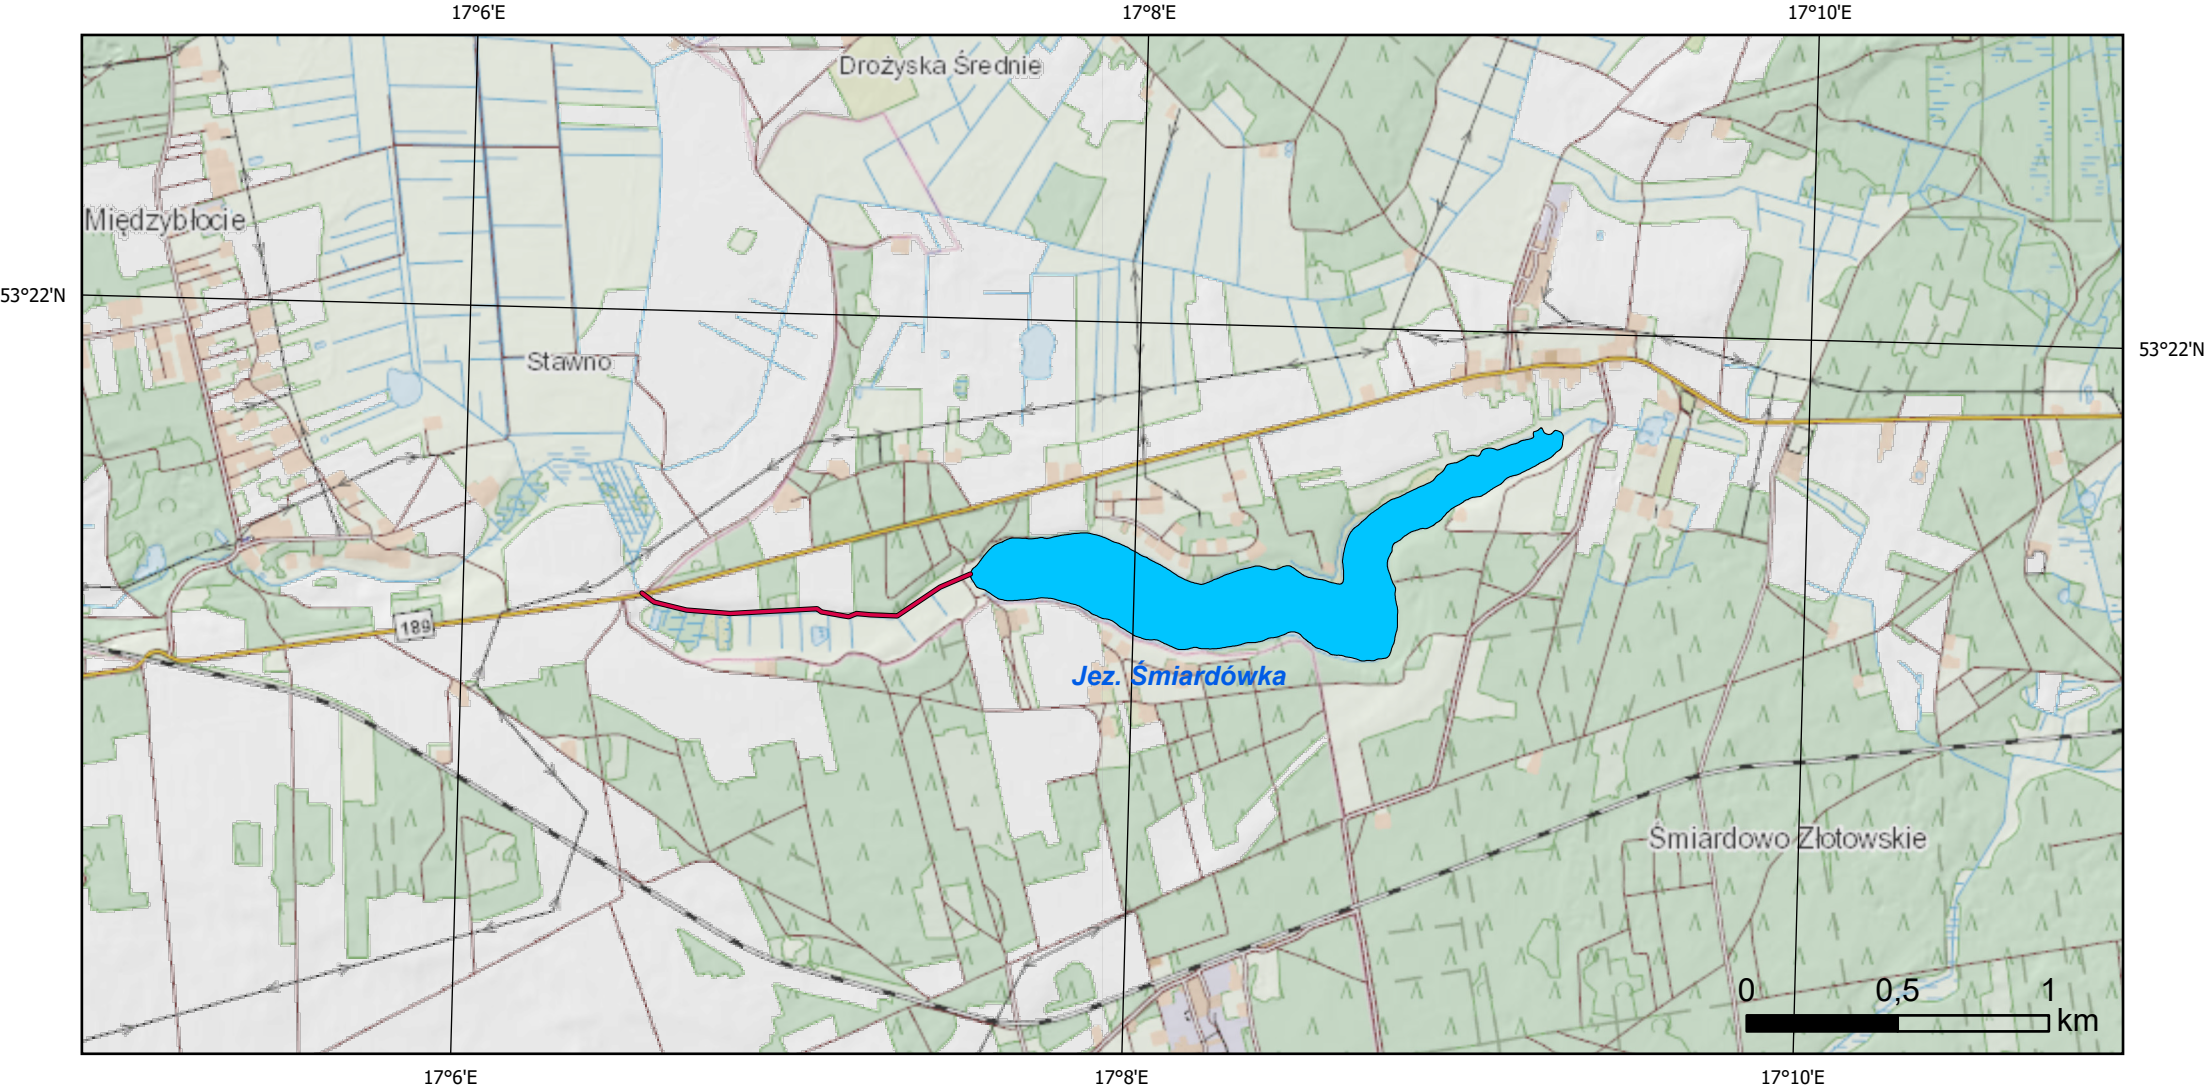 17°6'E
17°8'E
17°10'E
Drożyska Średnie
Międzybłocie
53°22'N
Stawno
53°22'N
189
Jez. Śmiardówka
Śmiardowo Złotowskie
0 0,5 1
km
17°6'E
17°8'E
17°10'E